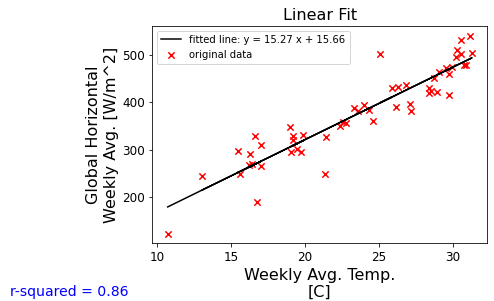 Linear Fit
fitted line: y = 15.27 x + 15.66
original data
Global Horizontal
Weekly Avg. [W/m^2]
500
400
300
200
10
15
20
25
30
Weekly Avg. Temp.
[C]
r-squared = 0.86